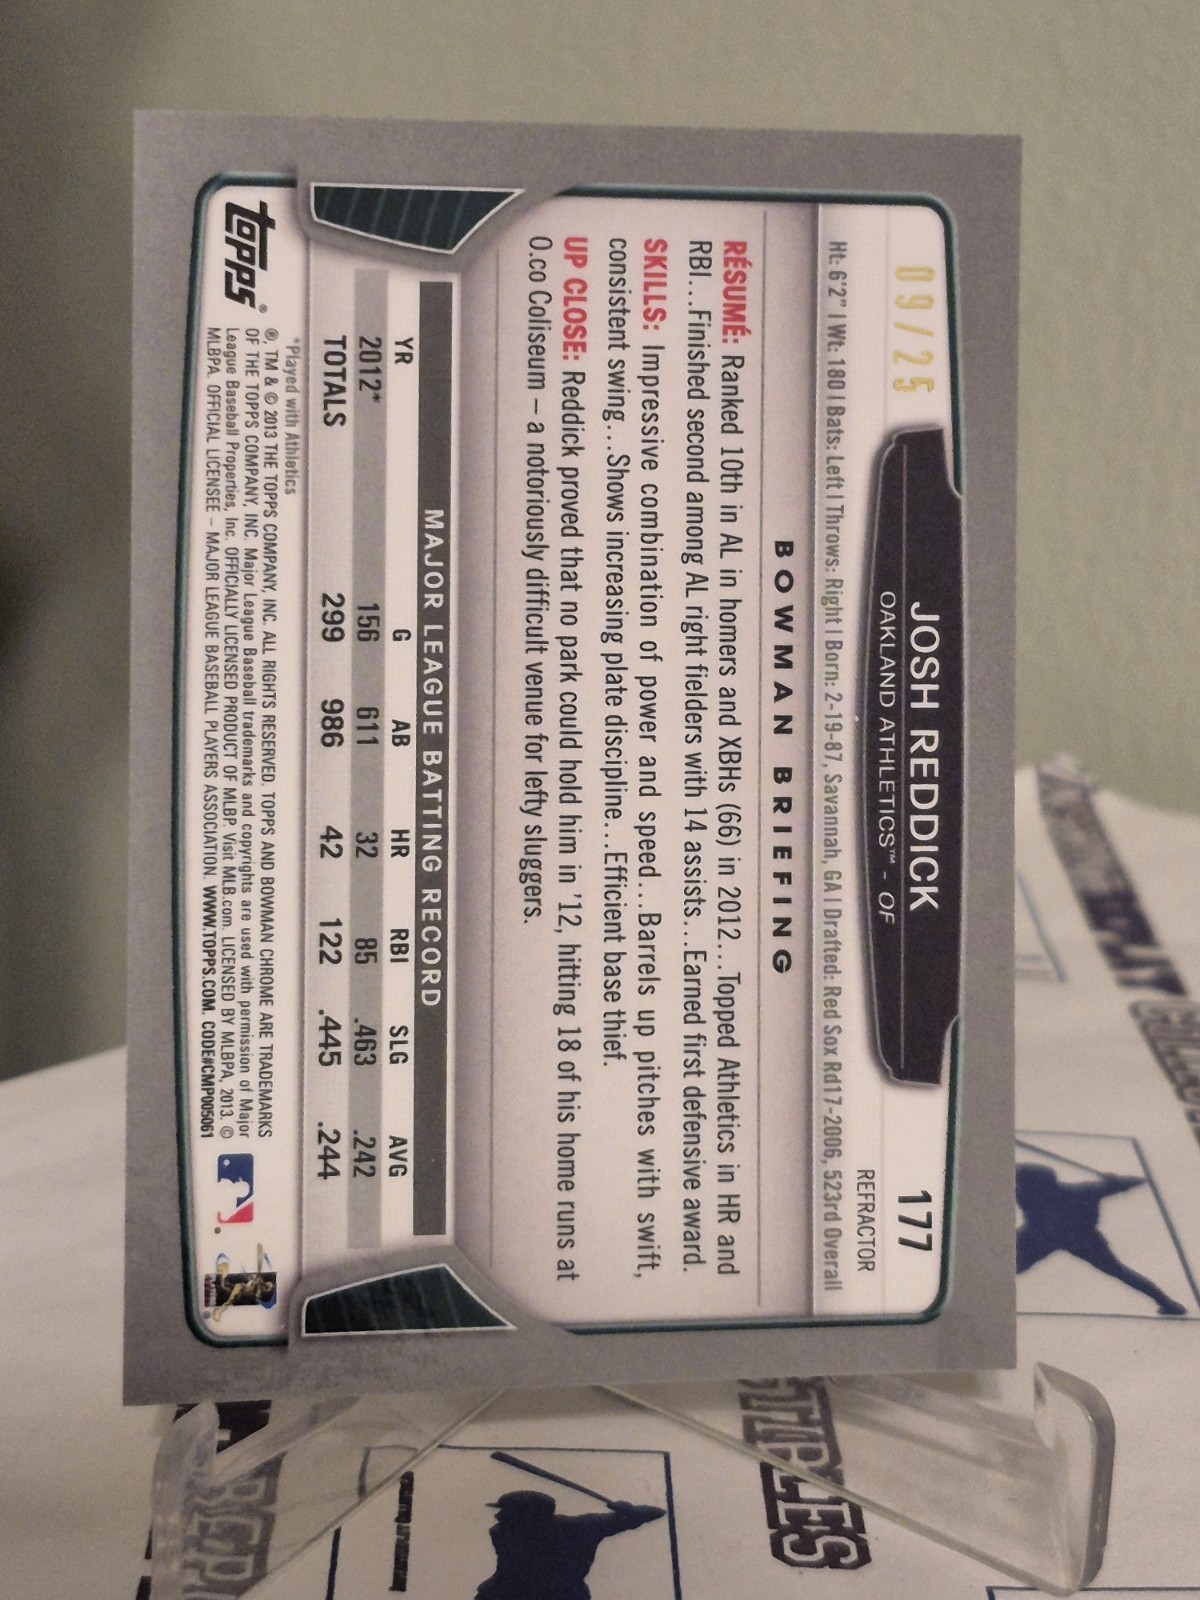 09/25
JOSH REDDICK
OAKLAND ATHLETICS™ - OF
177
REFRACTOR
Ht: 6'2" | Wt: 180 | Bats: Left | Throws: Right | Born: 2-19-87, Savannah, GA | Drafted: Red Sox Rd17-2006, 523rd Overall
BOWMAN BRIEFING
RÉSUMÉ: Ranked 10th in AL in homers and XBHs (66) in 2012...Topped Athletics in HR and
RBI...Finished second among AL right fielders with 14 assists...Earned first defensive award.
SKILLS: Impressive combination of power and speed...Barrels up pitches with swift,
consistent swing...Shows increasing plate discipline...Efficient base thief.
UP CLOSE: Reddick proved that no park could hold him in '12, hitting 18 of his home runs at
O.co Coliseum – a notoriously difficult venue for lefty sluggers.
MAJOR LEAGUE BATTING RECORD
YR G AB HR RBI SLG AVG
2012* 156 611 32 85 .463 .242
TOTALS 299 986 42 122 .445 .244
*Played with Athletics
topps®
®, TM & © 2013 THE TOPPS COMPANY, INC. ALL RIGHTS RESERVED. TOPPS AND BOWMAN CHROME ARE TRADEMARKS
OF THE TOPPS COMPANY, INC. Major League Baseball trademarks and copyrights are used with permission of Major
League Baseball Properties, Inc. OFFICIALLY LICENSED PRODUCT OF MLBP. Visit MLB.com. LICENSED BY MLBPA, 2013. ©
MLBPA. OFFICIAL LICENSEE – MAJOR LEAGUE BASEBALL PLAYERS ASSOCIATION. WWW.TOPPS.COM. CODE#CMP005061